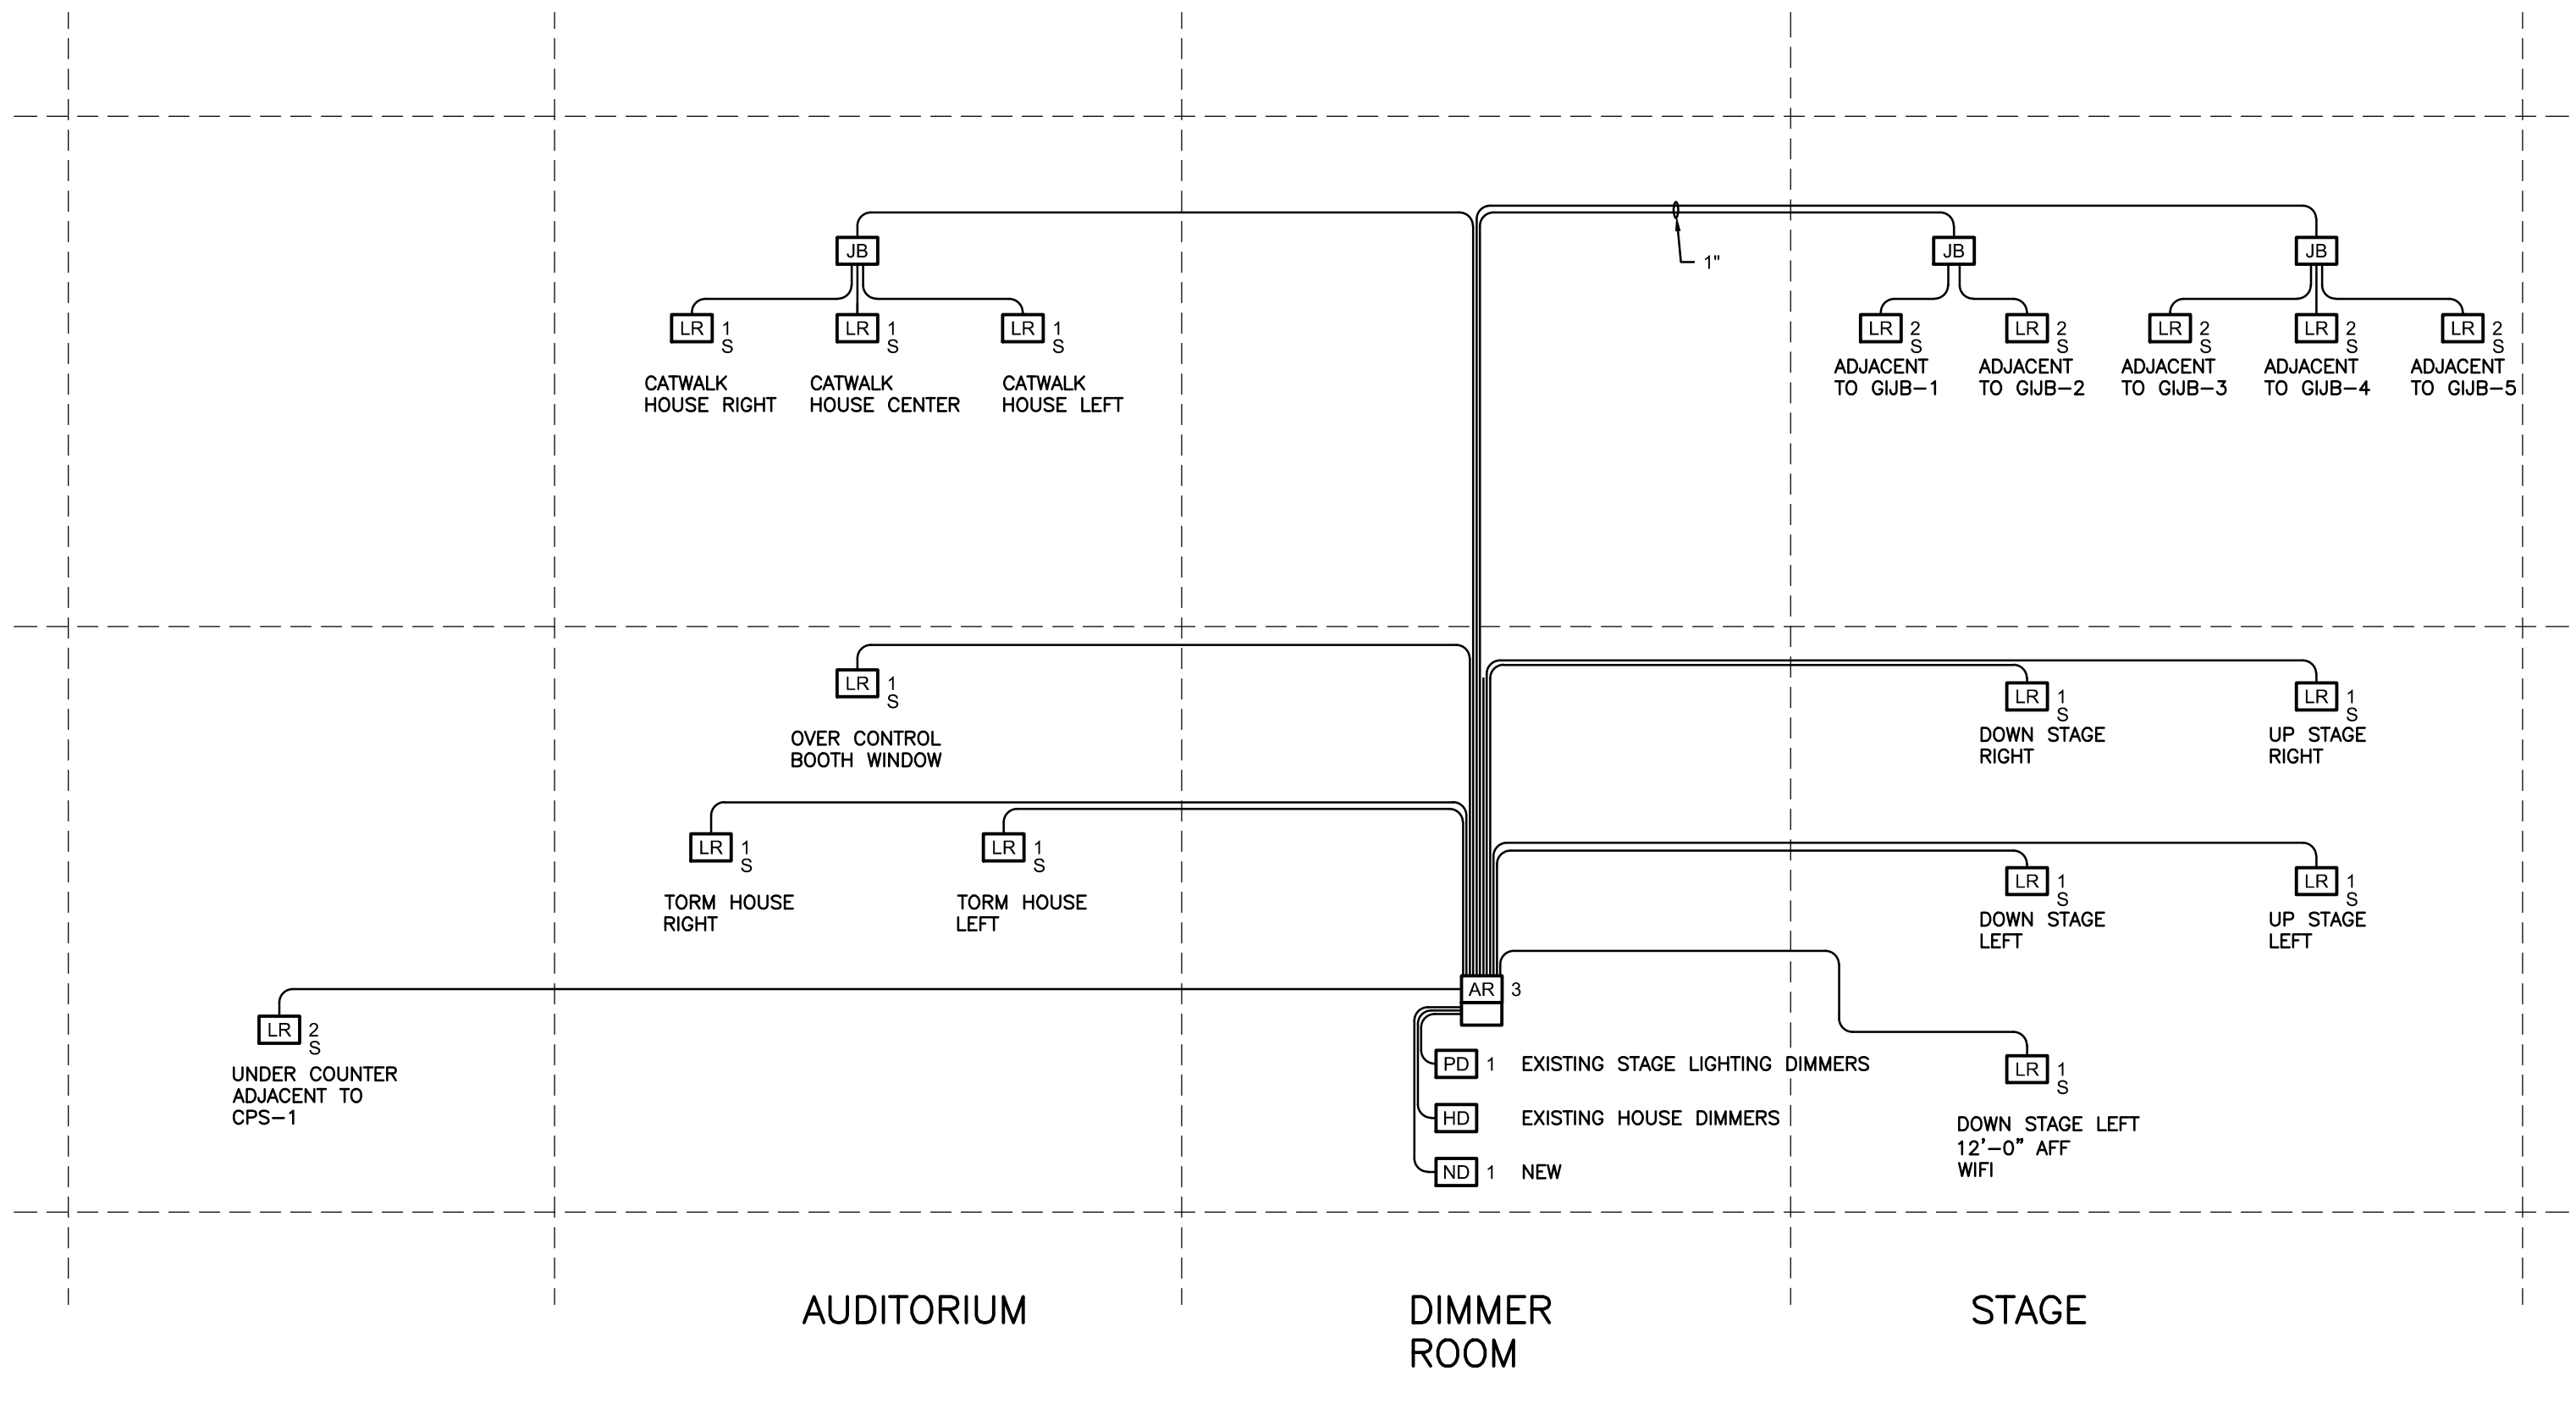 JB
1"
JB
JB
LR 1
S
CATWALK
HOUSE RIGHT
LR 1
S
CATWALK
HOUSE CENTER
LR 1
S
CATWALK
HOUSE LEFT
LR 2
S
ADJACENT
TO GIJB-1
LR 2
S
ADJACENT
TO GIJB-2
LR 2
S
ADJACENT
TO GIJB-3
LR 2
S
ADJACENT
TO GIJB-4
LR 2
S
ADJACENT
TO GIJB-5
LR 1
S
OVER CONTROL
BOOTH WINDOW
LR 1
S
DOWN STAGE
RIGHT
LR 1
S
UP STAGE
RIGHT
LR 1
S
TORM HOUSE
RIGHT
LR 1
S
TORM HOUSE
LEFT
LR 1
S
DOWN STAGE
LEFT
LR 1
S
UP STAGE
LEFT
LR 2
S
UNDER COUNTER
ADJACENT TO
CPS-1
AR 3
PD 1 EXISTING STAGE LIGHTING DIMMERS
HD EXISTING HOUSE DIMMERS
ND 1 NEW
LR 1
S
DOWN STAGE LEFT
12'-0" AFF
WIFI
AUDITORIUM
DIMMER
ROOM
STAGE